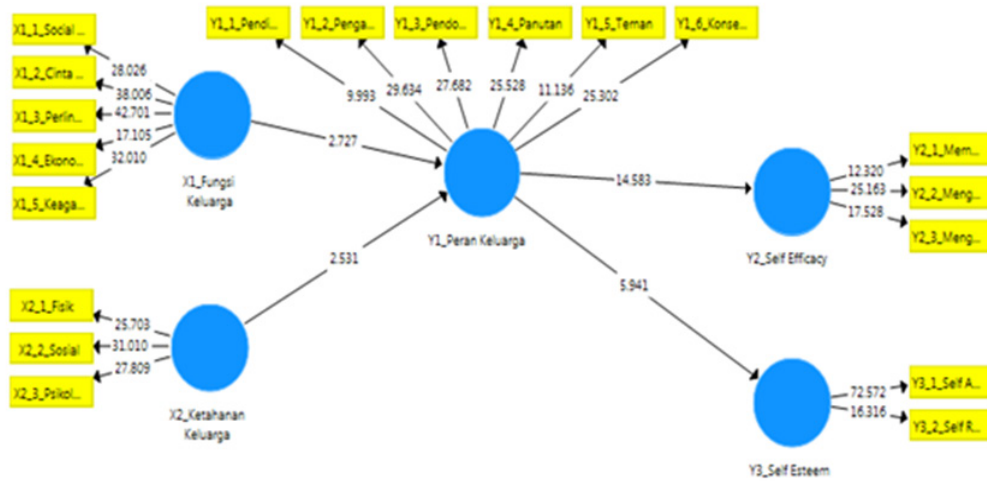 Y1_1_Pendi...
Y1_2_Penga...
Y1_3_Pendo...
Y1_4_Panutan
Y1_5_Teman
Y1_6_Konse...
X1_1_Social ...
X1_2_Cinta ...
X1_3_Perlin...
X1_4_Ekono...
X1_5_Keaga...
28.026
38.006
42.701
17.105
32.010
9.993
29.634
27.682
25.528
11.136
25.302
X1_Fungsi
Keluarga
2.727
Y1_Peran Keluarga
14.583
12.320
25.163
17.528
Y2_1_Mem...
Y2_2_Meng...
Y2_3_Meng...
Y2_Self Efficacy
2.531
5.941
X2_1_Fisik
X2_2_Sosial
X2_3_Psikol...
25.703
31.010
27.809
X2_Ketahanan
Keluarga
72.572
16.316
Y3_1_Self A...
Y3_2_Self R...
Y3_Self Esteem